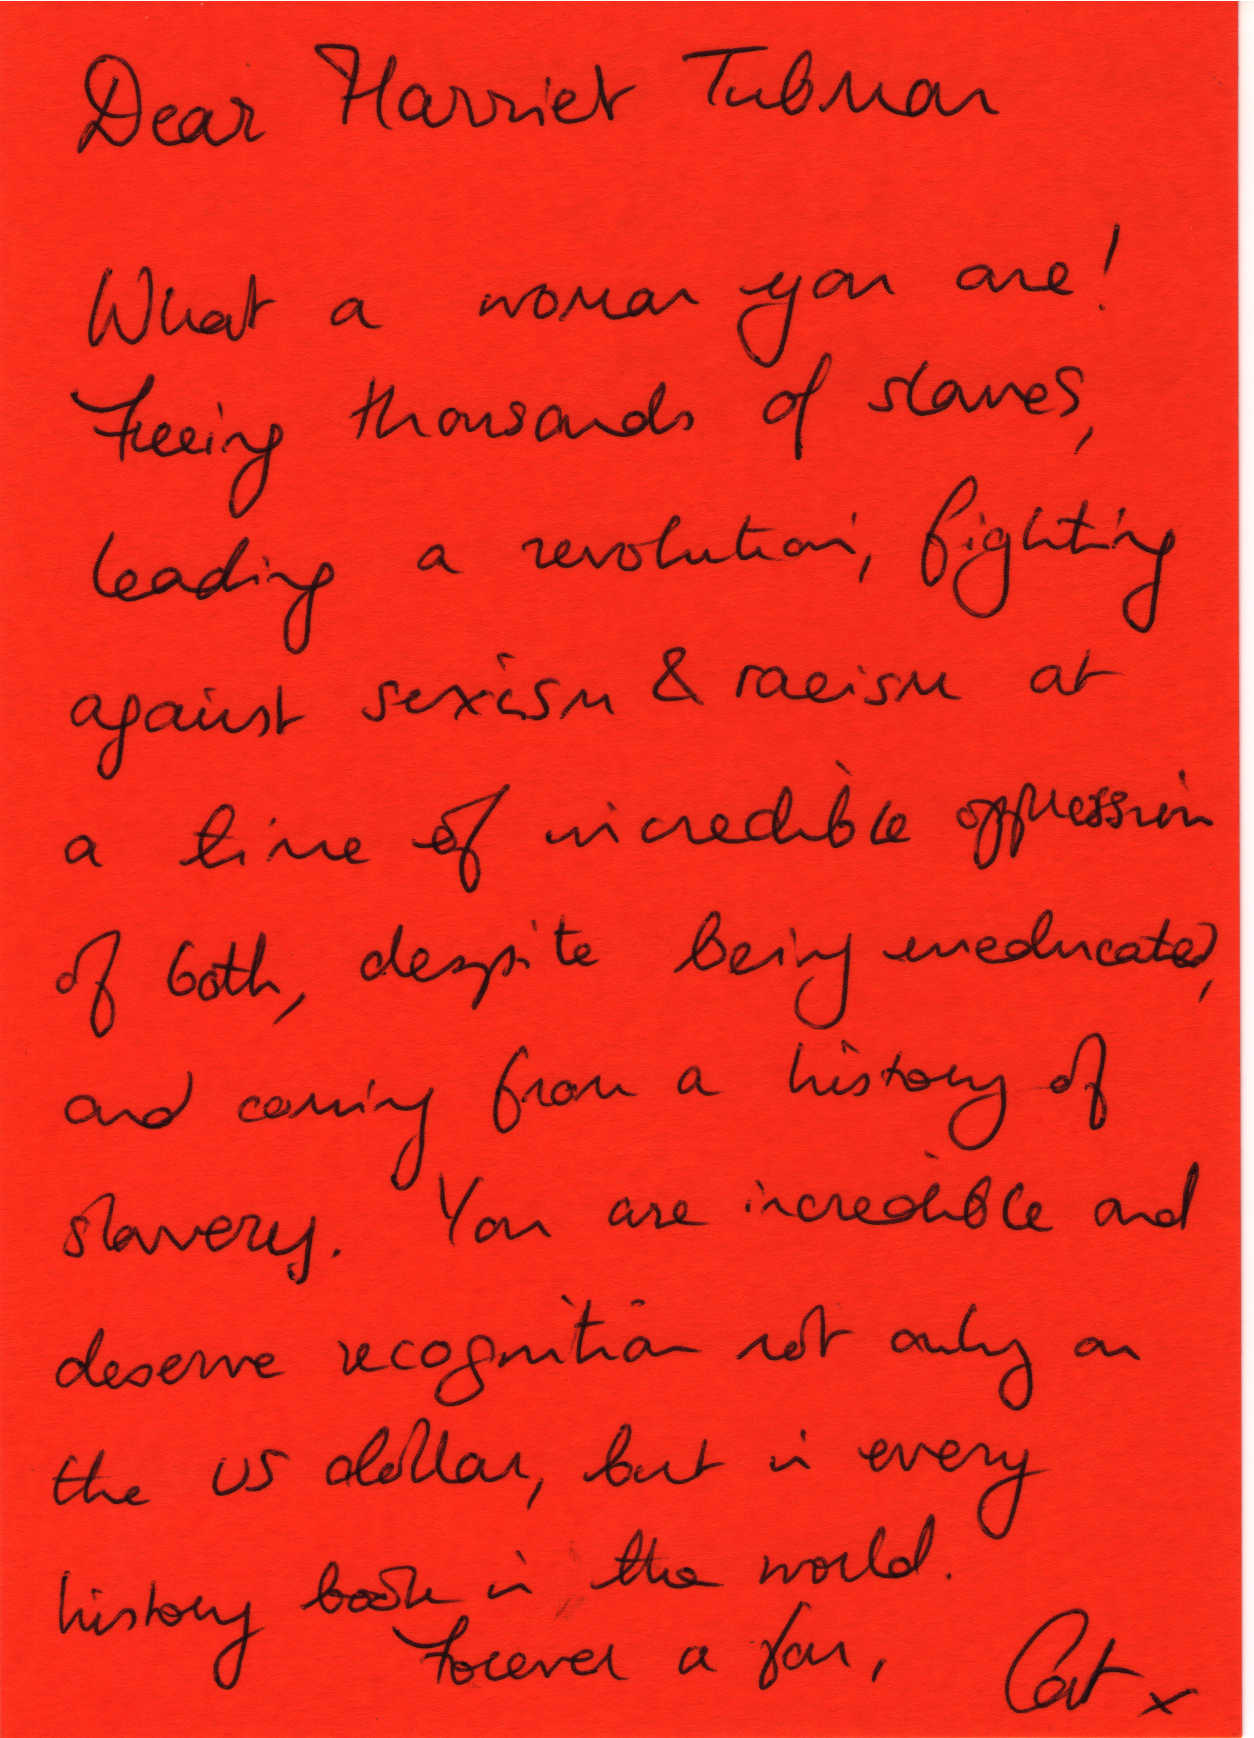 Dear Harriet Tubman
What a woman you are!
Freeing thousands of slaves,
leading a revolution, fighting
against sexism & racism at
a time of incredible oppression
of both, despite being uneducated,
and coming from a history of
slavery. You are incredible and
deserve recognition not only on
the US dollar, but in every
history book in the world.
Forever a fan, Cat x